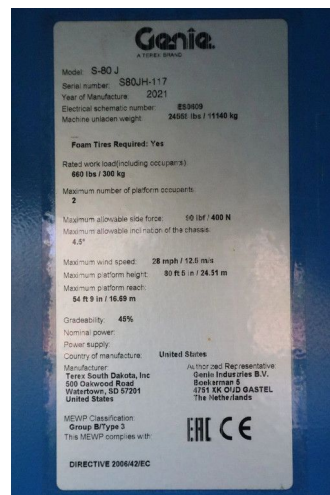 Genie
A TEREX BRAND
Model: S-80 J
Serial number: S80JH-117
Year of Manufacture: 2021
Electrical schematic number:
Machine unladen weight: lbs / 11140 kg
Foam Tires Required: Yes
Rated work load(including occupants):
660 lbs / 300 kg
Maximum number of platform occupants:
2
Maximum allowable side force: 90 lbf / 400 N
Maximum allowable inclination of the chassis:
4.5°
Maximum wind speed: 28 mph / 12.5 m/s
Maximum platform height: 80 ft 5 in / 24.51 m
Maximum platform reach:
54 ft 9 in / 16.69 m
Gradeability: 45%
Nominal power:
Power supply:
Country of manufacture: United States
Manufacturer:
Terex South Dakota, Inc
500 Oakwood Road
Watertown, SD 57201
United States
Authorized Representative:
Genie Industries B.V.
Boekerman 5
4751 XK OUD GASTEL
The Netherlands
MEWP Classification:
Group B/Type 3
This MEWP complies with:
EAC CE
DIRECTIVE 2006/42/EC